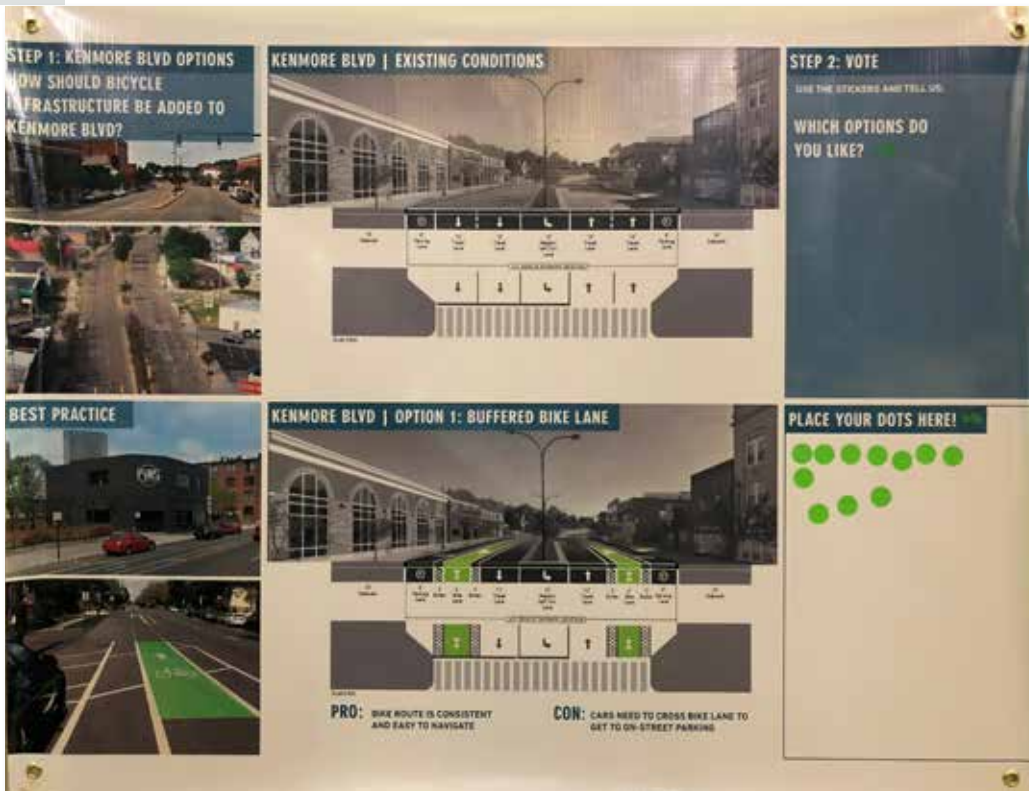 STEP 1: KENMORE BLVD OPTIONS
HOW SHOULD BICYCLE
INFRASTRUCTURE BE ADDED TO
KENMORE BLVD?
KENMORE BLVD | EXISTING CONDITIONS
STEP 2: VOTE
USE THE STICKERS AND TELL US:
WHICH OPTIONS DO
YOU LIKE?
BEST PRACTICE
KENMORE BLVD | OPTION 1: BUFFERED BIKE LANE
PLACE YOUR DOTS HERE!
PRO: BIKE ROUTE IS CONSISTENT
AND EASY TO NAVIGATE
CON: CARS NEED TO CROSS BIKE LANE TO
GET TO ON-STREET PARKING